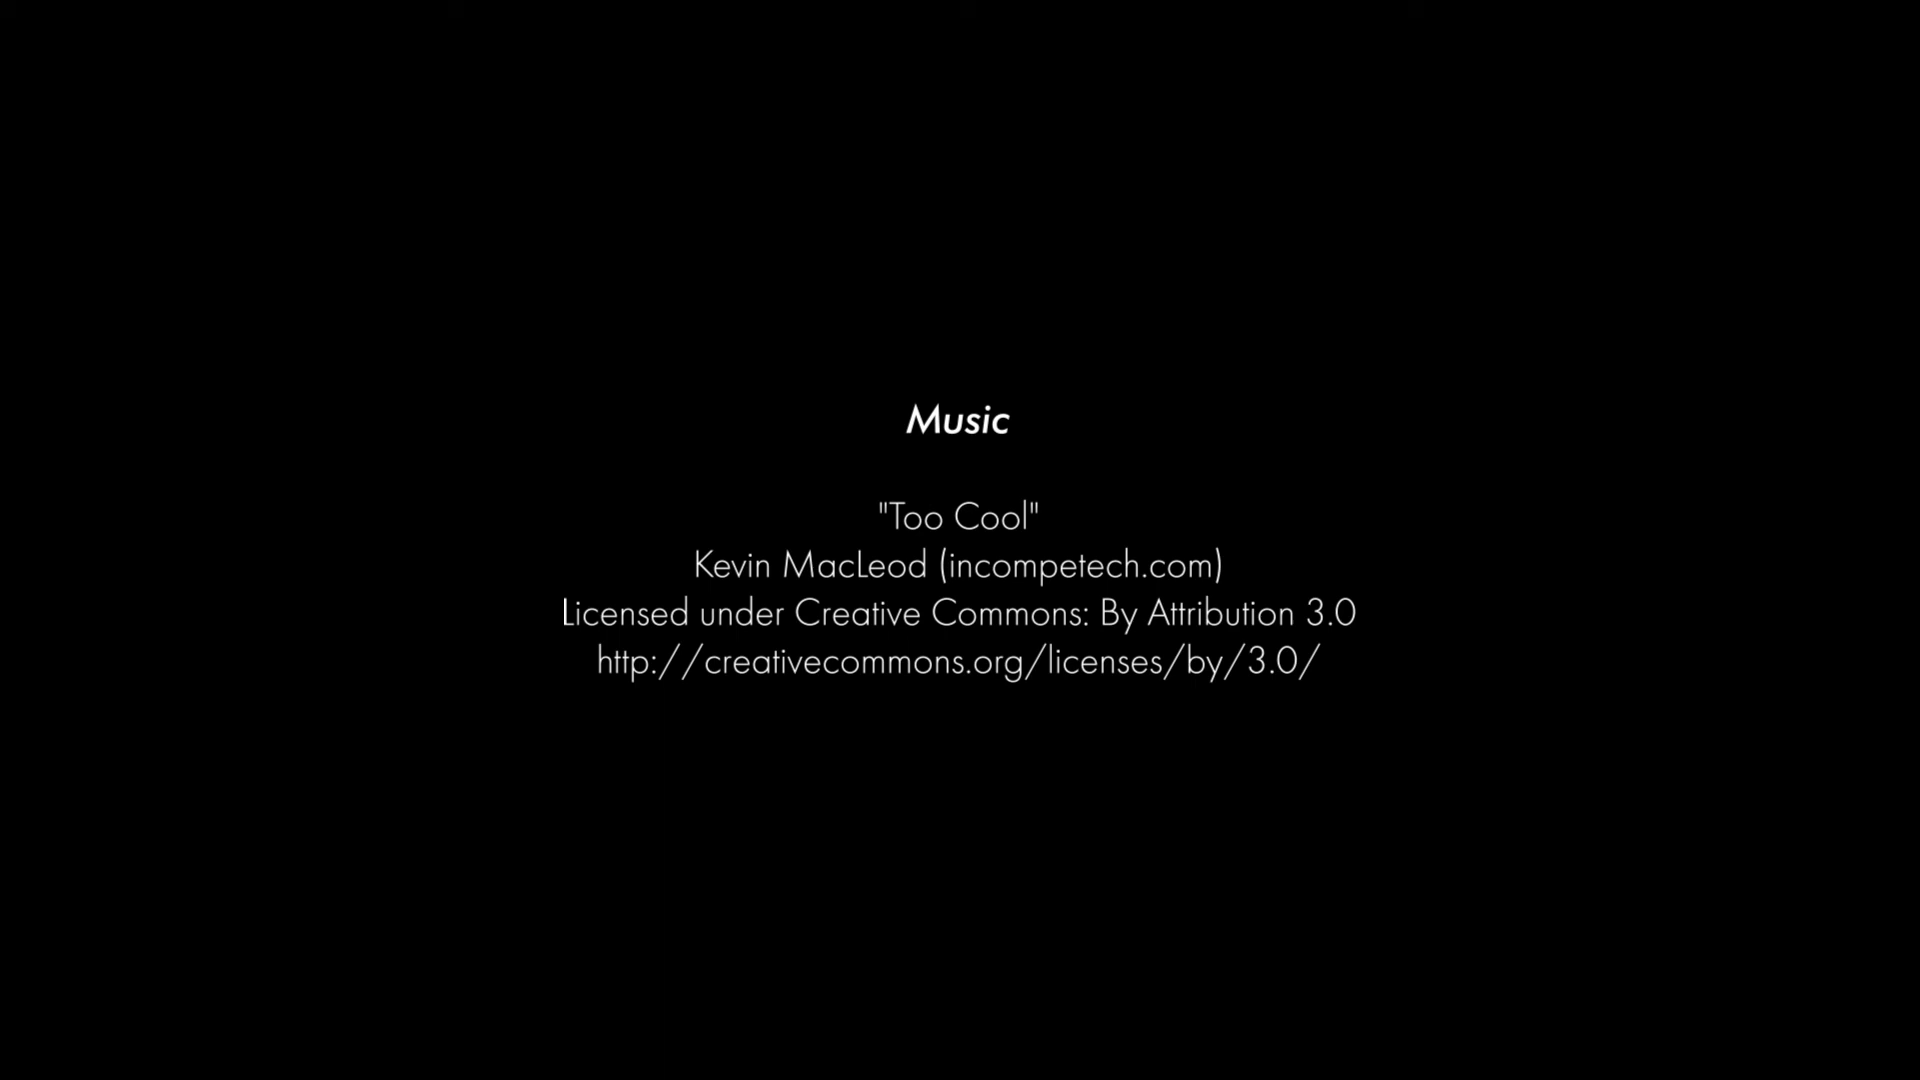 Music
"Too Cool"
Kevin MacLeod (incompetech.com)
Licensed under Creative Commons: By Attribution 3.0
http://creativecommons.org/licenses/by/3.0/